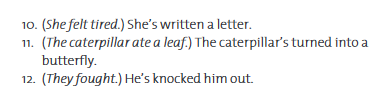 10. (She felt tired.) She’s written a letter.
11. (The caterpillar ate a leaf.) The caterpillar’s turned into a
butterfly.
12. (They fought.) He’s knocked him out.